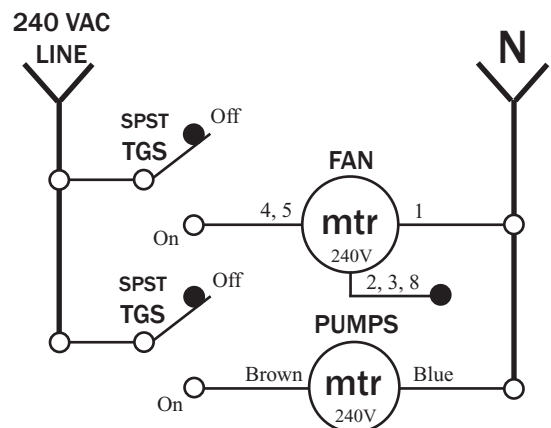 240 VAC
LINE
N
SPST
TGS
Off
FAN
On
4, 5
mtr
240V
1
2, 3, 8
SPST
TGS
Off
PUMPS
On
Brown
mtr
240V
Blue